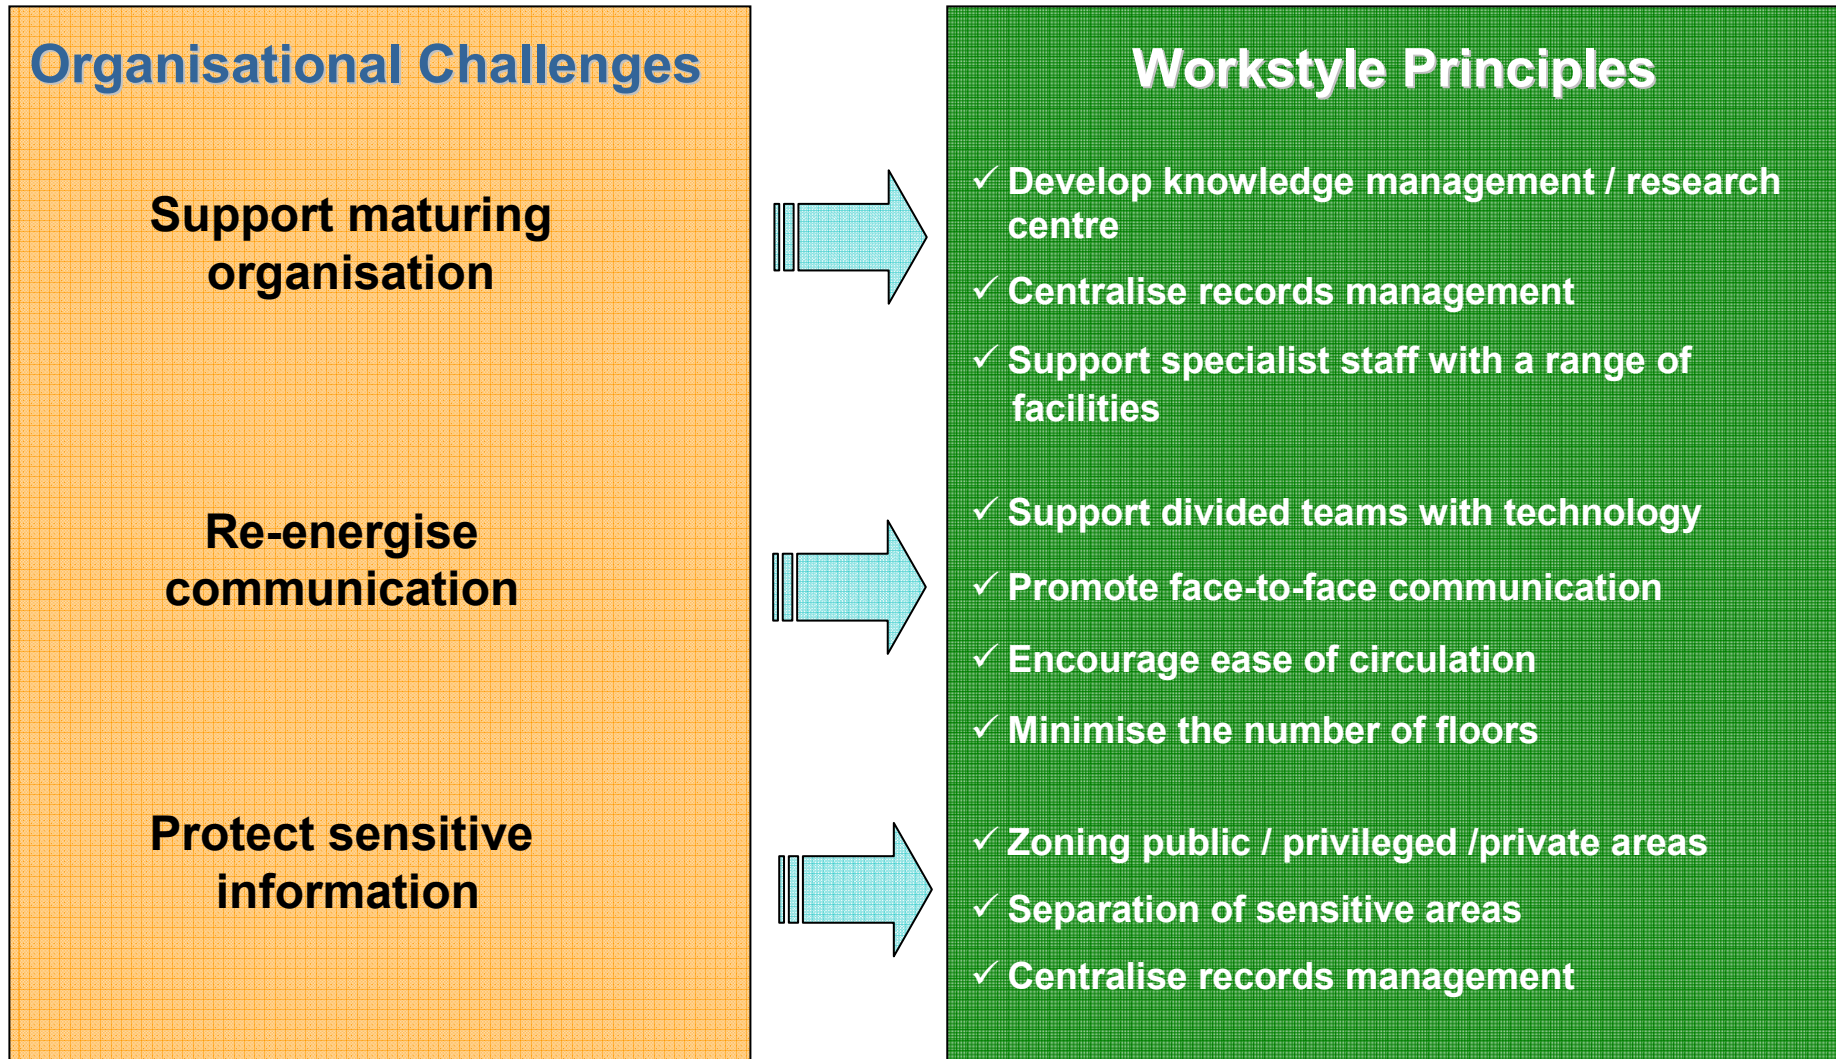 Organisational Challenges
Support maturing
organisation
Re-energise
communication
Protect sensitive
information
Workstyle Principles
✓ Develop knowledge management / research
centre
✓ Centralise records management
✓ Support specialist staff with a range of
facilities
✓ Support divided teams with technology
✓ Promote face-to-face communication
✓ Encourage ease of circulation
✓ Minimise the number of floors
✓ Zoning public / privileged /private areas
✓ Separation of sensitive areas
✓ Centralise records management